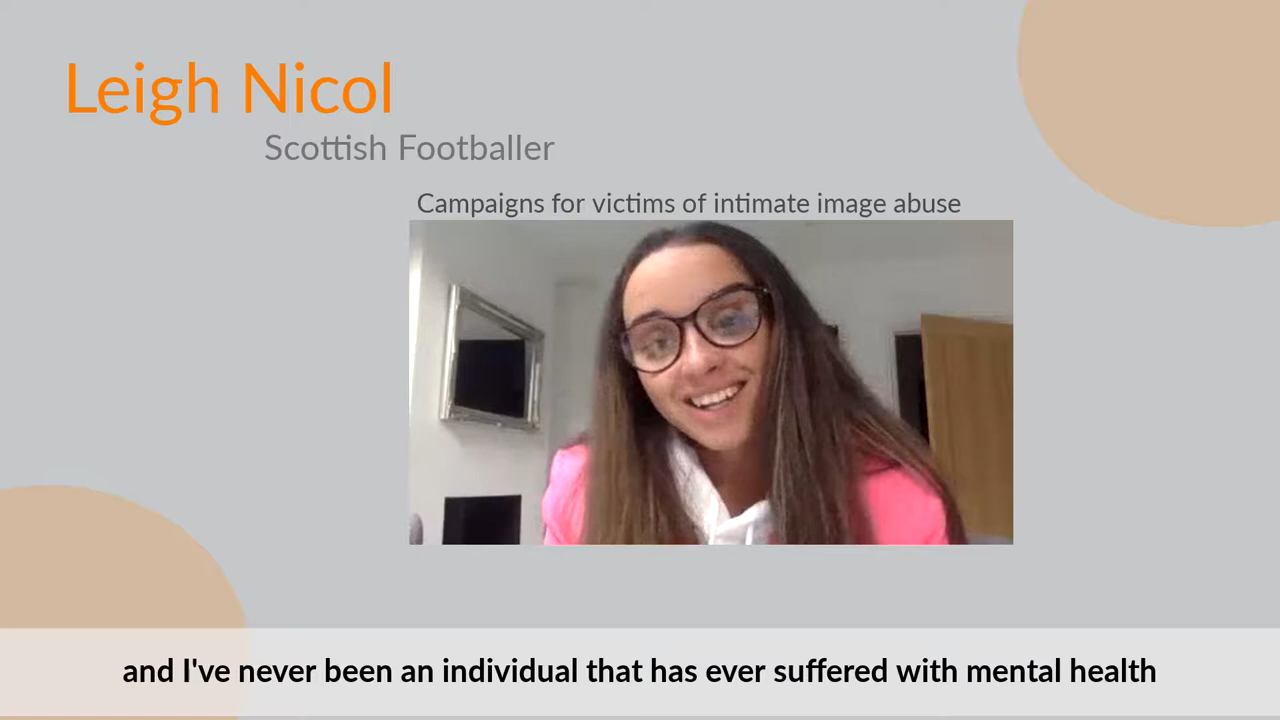 Leigh Nicol
Scottish Footballer
Campaigns for victims of intimate image abuse
and I've never been an individual that has ever suffered with mental health